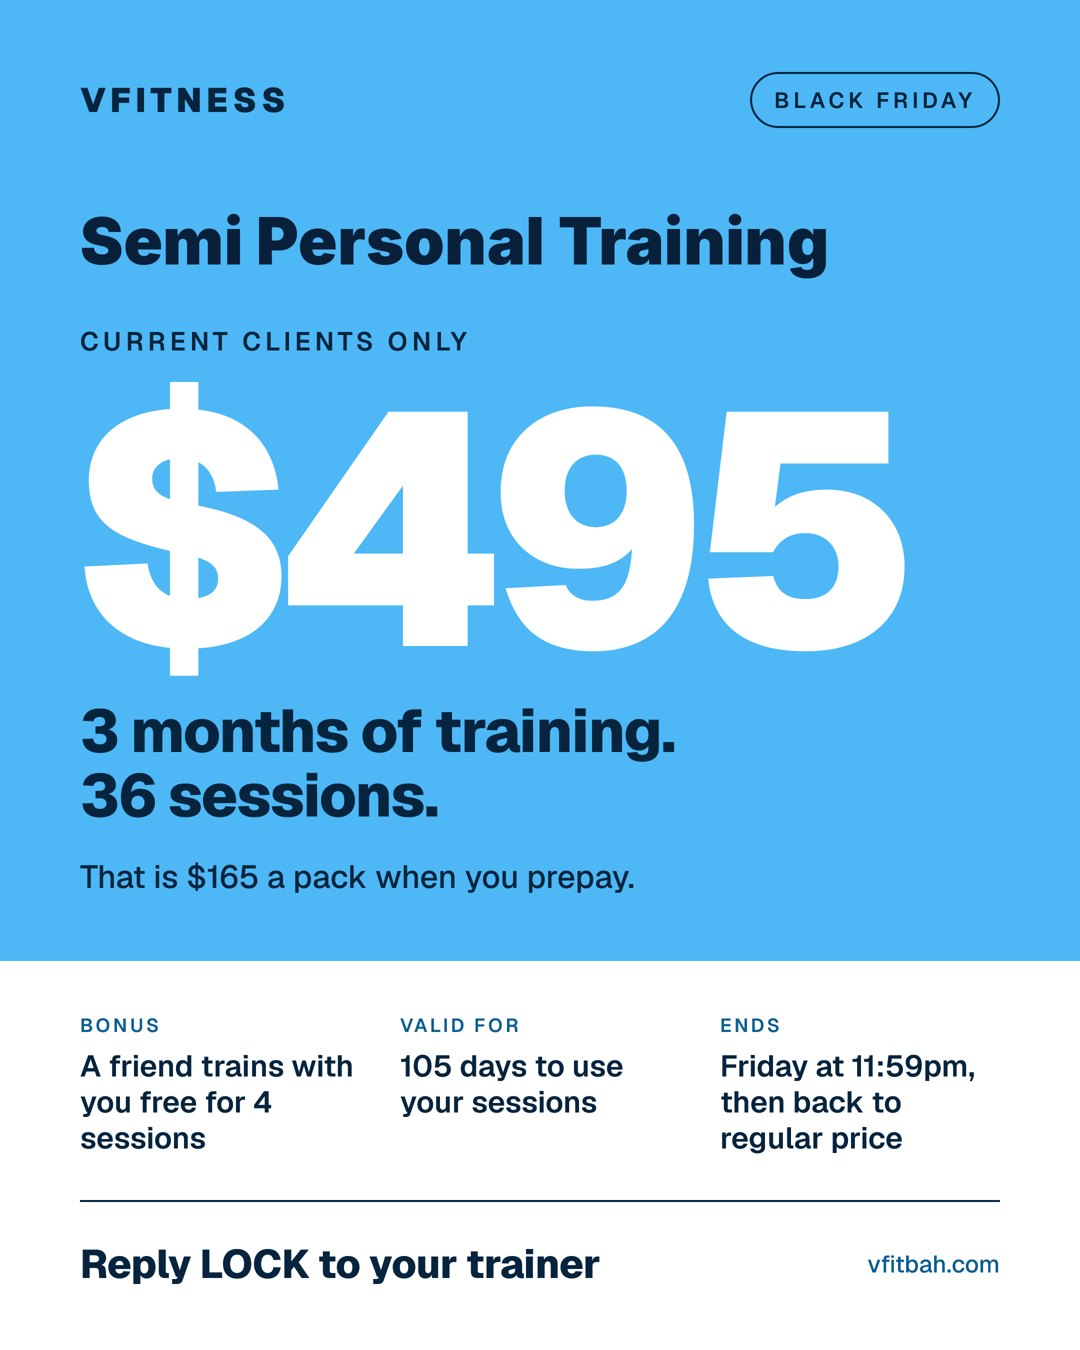 VFITNESS
BLACK FRIDAY
Semi Personal Training
CURRENT CLIENTS ONLY
$495
3 months of training.
36 sessions.
That is $165 a pack when you prepay.
BONUS
A friend trains with
you free for 4
sessions
VALID FOR
105 days to use
your sessions
ENDS
Friday at 11:59pm,
then back to
regular price
Reply LOCK to your trainer
vfitbah.com